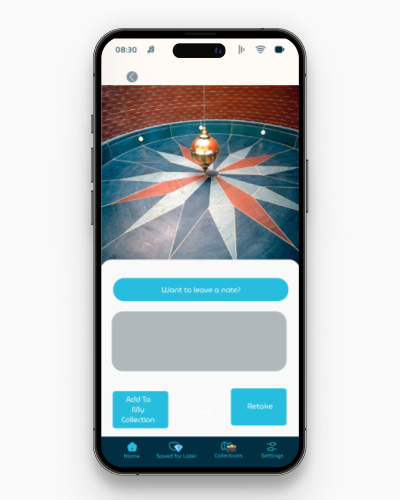 08:30
Want to leave a note?
Add To
My
Collection
Retake
Home
Saved for Later
Collections
Settings